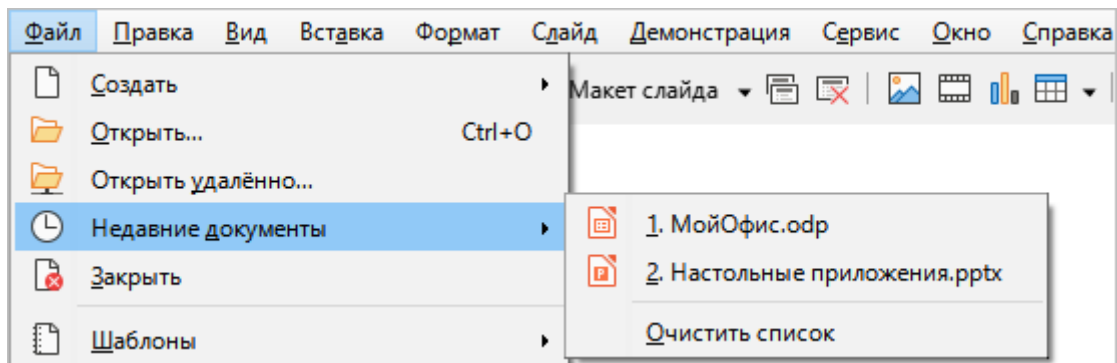 Файл Правка Вид Вставка Формат Слайд Демонстрация Сервис Окно Справка
Создать
Макет слайда
Открыть... Ctrl+O
Открыть удалённо...
Недавние документы
1. МойОфис.odp
Закрыть
2. Настольные приложения.pptx
Шаблоны
Очистить список